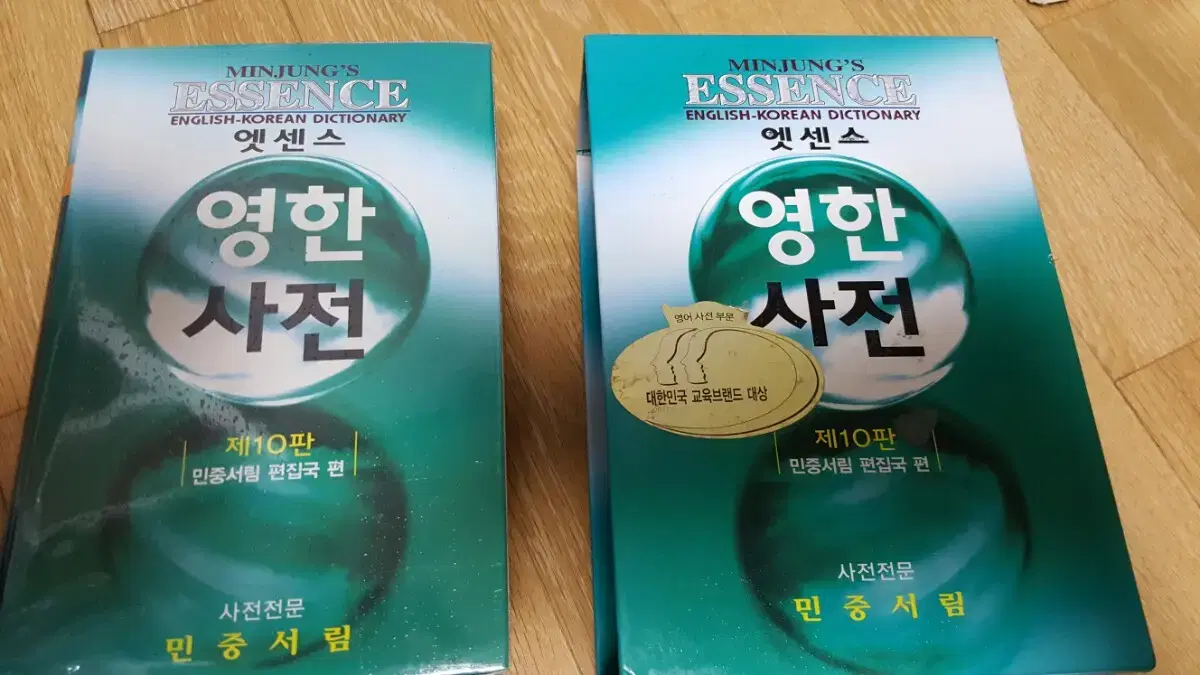 MINJUNG'S
ESSENCE
ENGLISH-KOREAN DICTIONARY
엣센스
영한
사전
제10판
민중서림 편집국 편
사전전문
민중서림
MINJUNG'S
ESSENCE
ENGLISH-KOREAN DICTIONARY
엣센스
영한
사전
영어 사전 부문
대한민국 교육브랜드 대상
제10판
민중서림 편집국 편
사전전문
민중서림